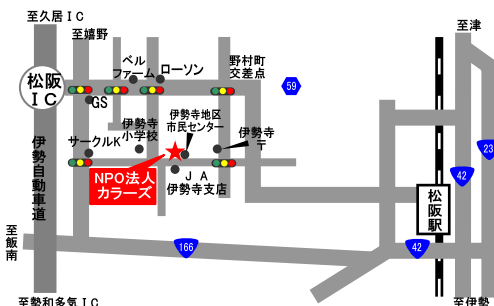 至久居IC
至嬉野
至津
ベル
ファーム
ローソン
野村町
交差点
松阪
IC
GS
59
伊勢寺地区
市民センター
伊勢寺
小学校
サークルK
伊勢寺
〒
伊勢自動車道
NPO法人
カラーズ
JA
伊勢寺支店
松阪駅
42
23
至飯南
166
42
至勢和多気IC
至伊勢